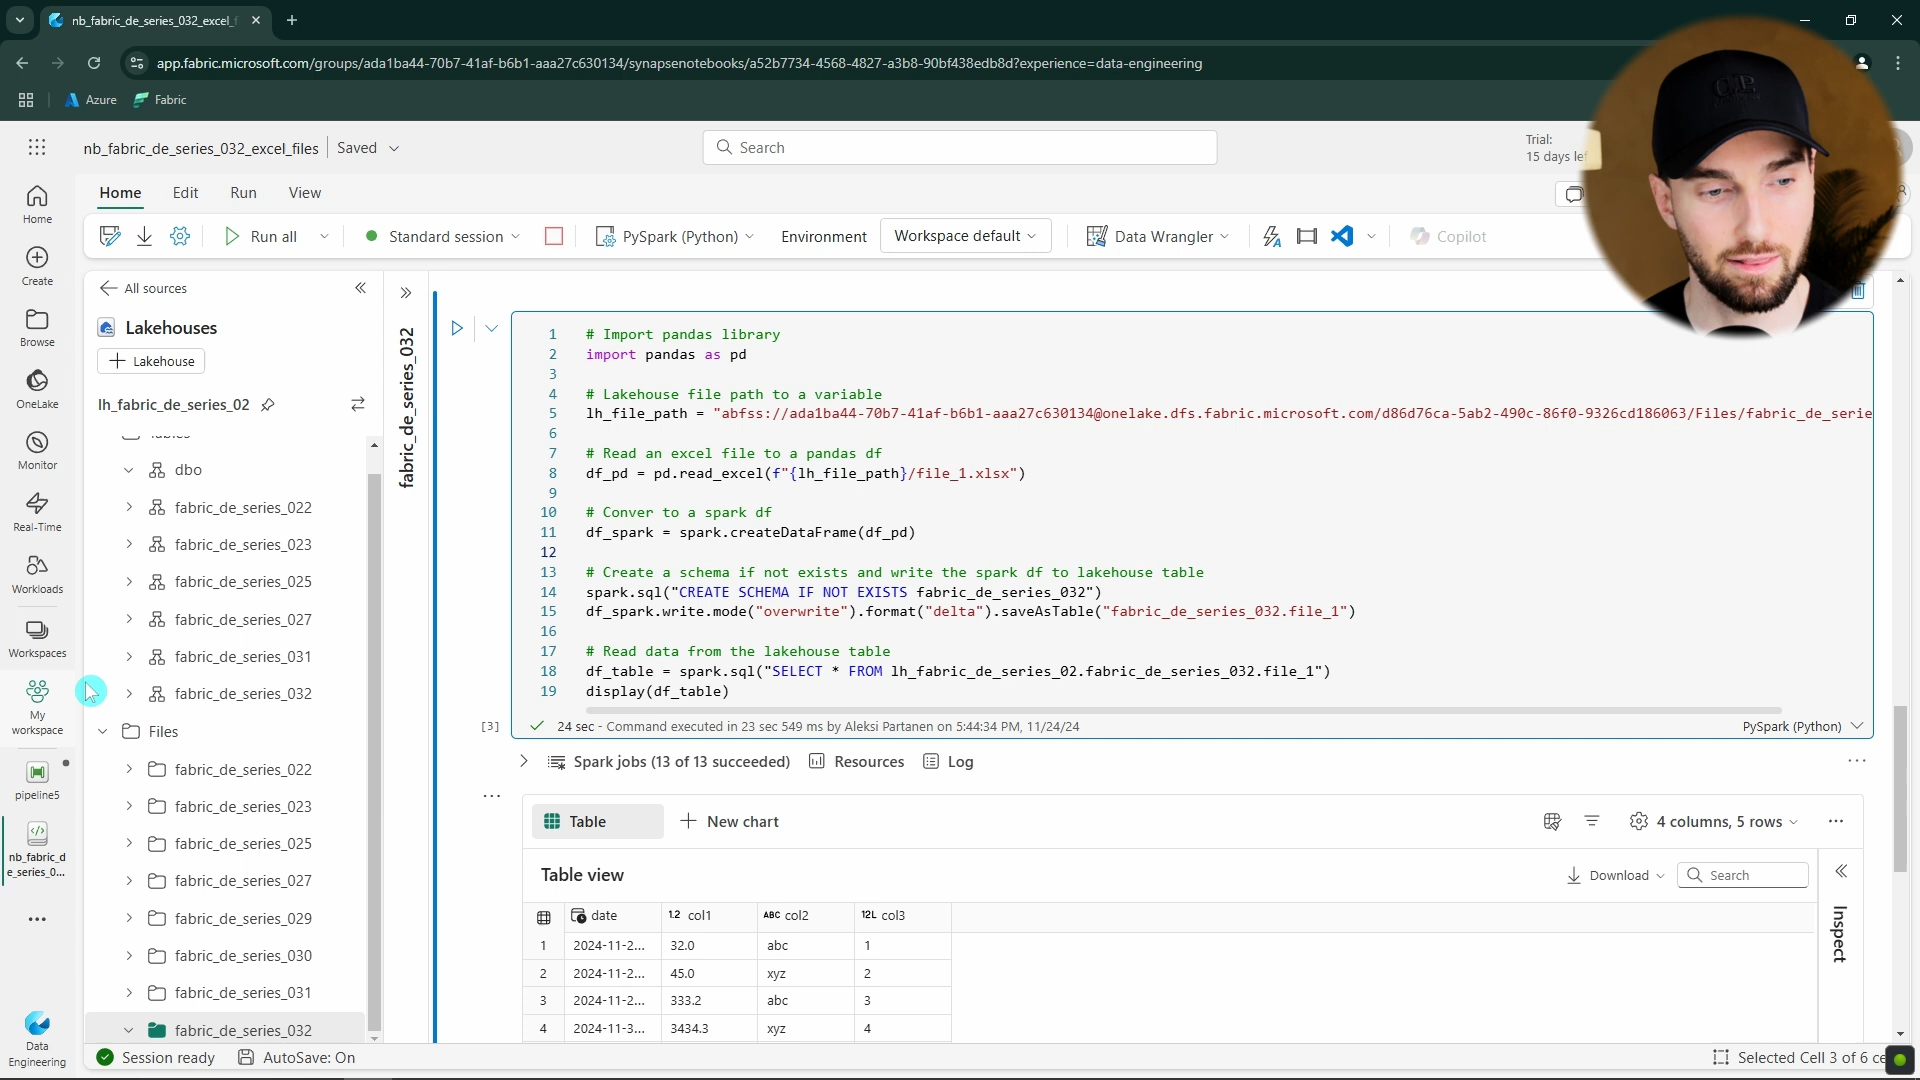 nb_fabric_de_series_032_excel_f
app.fabric.microsoft.com/groups/ada1ba44-70b7-41af-b6b1-aaa27c630134/synapsenotebooks/a52b7734-4568-4827-a3b8-90bf438edb8d?experience=data-engineering
Azure
Fabric
nb_fabric_de_series_032_excel_files
Saved
Search
Trial:
15 days lef
Home
Edit
Run
View
Run all
Standard session
PySpark (Python)
Environment
Workspace default
Data Wrangler
Copilot
Home
Create
Browse
OneLake
Monitor
Real-Time
Workloads
Workspaces
My
workspace
pipeline5
nb_fabric_d
e_series_0...
Data
Engineering
All sources
Lakehouses
Lakehouse
lh_fabric_de_series_02
Tables
dbo
fabric_de_series_022
fabric_de_series_023
fabric_de_series_025
fabric_de_series_027
fabric_de_series_031
fabric_de_series_032
Files
fabric_de_series_022
fabric_de_series_023
fabric_de_series_025
fabric_de_series_027
fabric_de_series_029
fabric_de_series_030
fabric_de_series_031
fabric_de_series_032
fabric_de_series_032
1 # Import pandas library
2 import pandas as pd
3
4 # Lakehouse file path to a variable
5 lh_file_path = "abfss://ada1ba44-70b7-41af-b6b1-aaa27c630134@onelake.dfs.fabric.microsoft.com/d86d76ca-5ab2-490c-86f0-9326cd186063/Files/fabric_de_serie
6
7 # Read an excel file to a pandas df
8 df_pd = pd.read_excel(f"{lh_file_path}/file_1.xlsx")
9
10 # Conver to a spark df
11 df_spark = spark.createDataFrame(df_pd)
12
13 # Create a schema if not exists and write the spark df to lakehouse table
14 spark.sql("CREATE SCHEMA IF NOT EXISTS fabric_de_series_032")
15 df_spark.write.mode("overwrite").format("delta").saveAsTable("fabric_de_series_032.file_1")
16
17 # Read data from the lakehouse table
18 df_table = spark.sql("SELECT * FROM lh_fabric_de_series_02.fabric_de_series_032.file_1")
19 display(df_table)
[3] 24 sec - Command executed in 23 sec 549 ms by Aleksi Partanen on 5:44:34 PM, 11/24/24 PySpark (Python)
Spark jobs (13 of 13 succeeded) Resources Log
Table New chart 4 columns, 5 rows
Table view Download Search
Inspect
date 1.2 col1 ABC col2 12L col3
1 2024-11-2... 32.0 abc 1
2 2024-11-2... 45.0 xyz 2
3 2024-11-2... 333.2 abc 3
4 2024-11-3... 3434.3 xyz 4
Session ready AutoSave: On Selected Cell 3 of 6 ce